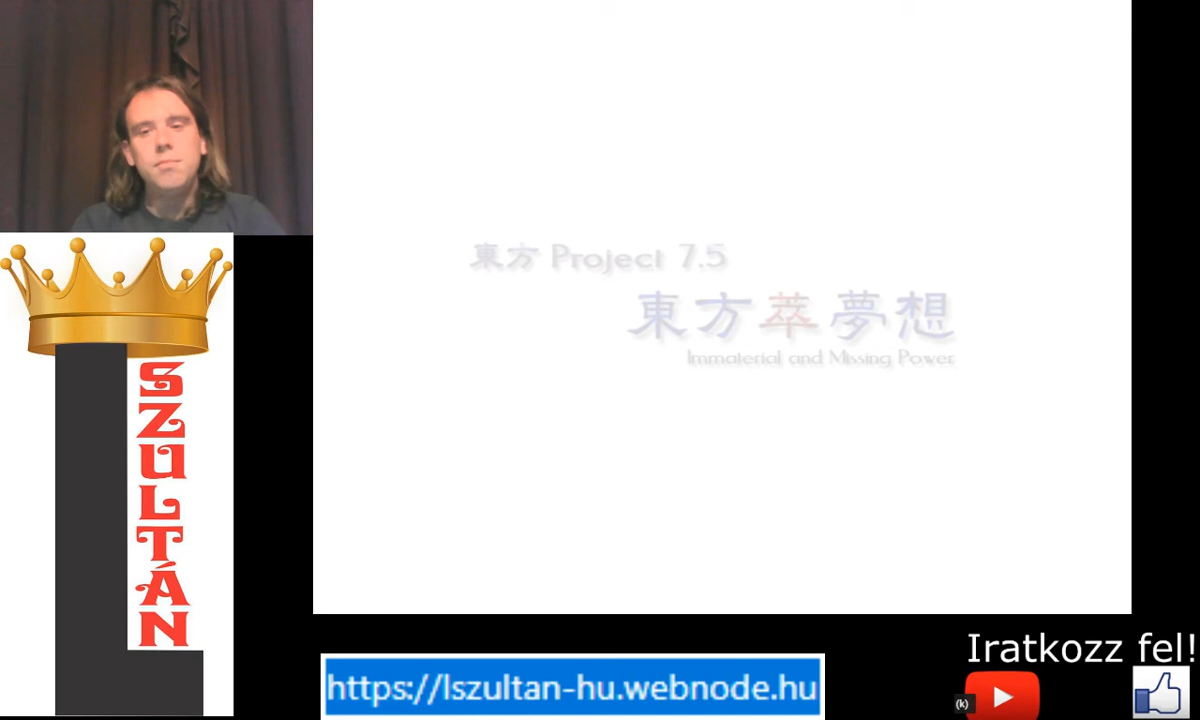 東方 Project 7.5
東方萃夢想
Immaterial and Missing Power
L
SZULTÁN
https://lszultan-hu.webnode.hu
Iratkozz fel!
(k)